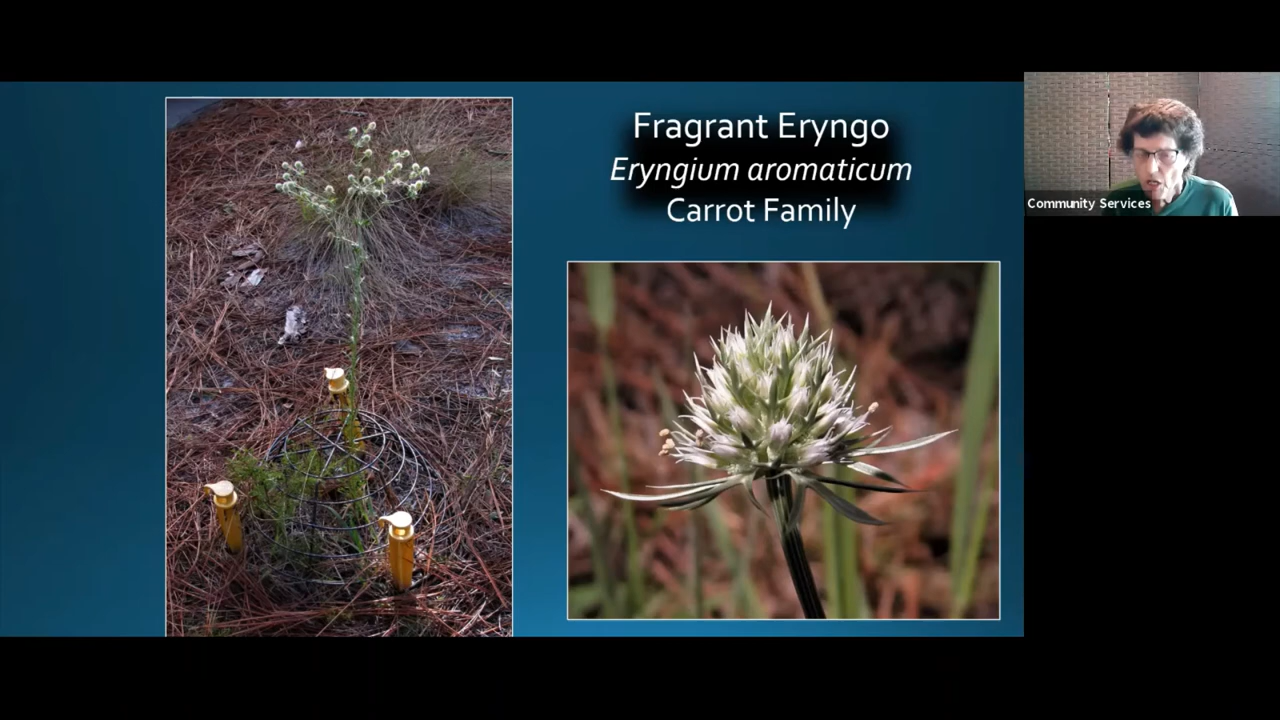 Fragrant Eryngo
Eryngium aromaticum
Carrot Family
Community Services